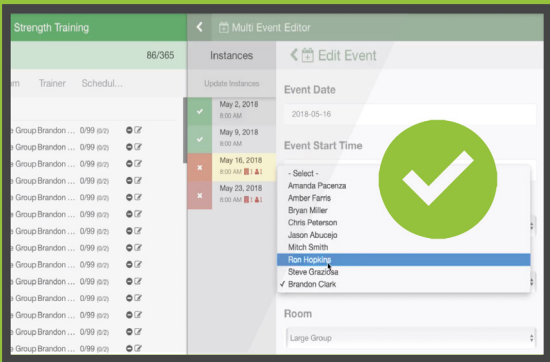 Strength Training
Multi Event Editor
86/365
Instances
Edit Event
Trainer
Schedul...
Update Instances
Event Date
May 2, 2018
8:00 AM
2018-05-16
May 9, 2018
8:00 AM
Event Start Time
May 16, 2018
8:00 AM 1 1
May 23, 2018
8:00 AM 1 1
- Select -
Amanda Pacenza
Amber Farris
Bryan Miller
Chris Peterson
Jason Abucejo
Mitch Smith
Ron Hopkins
Steve Graziosa
✓ Brandon Clark
Room
Large Group
Group Brandon ... 0/99 (0/2)
Group Brandon ... 0/99 (0/2)
Group Brandon ... 0/99 (0/2)
Group Brandon ... 0/99 (0/2)
Group Brandon ... 0/99 (0/2)
Group Brandon ... 0/99 (0/2)
Group Brandon ... 0/99 (0/2)
Group Brandon ... 0/99 (0/2)
Group Brandon ... 0/99 (0/2)
Group Brandon ... 0/99 (0/2)
Group Brandon ... 0/99 (0/2)
Group Brandon ... 0/99 (0/2)